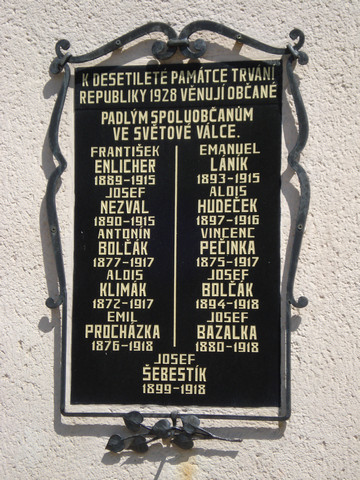 K DESETILETÉ PAMÁTCE TRVÁNÍ
REPUBLIKY 1928 VĚNUJÍ OBČANÉ
PADLÝM SPOLUOBČANŮM
VE SVĚTOVÉ VÁLCE.
FRANTIŠEK
ENLICHER
1889-1915
JOSEF
NEZVAL
1890-1915
ANTONÍN
BOLČÁK
1877-1917
ALOIS
KLIMÁK
1872-1917
EMIL
PROCHÁZKA
1876-1918
EMANUEL
LANÍK
1893-1915
ALOIS
HUDEČEK
1897-1916
VINCENC
PEČINKA
1875-1917
JOSEF
BOLČÁK
1894-1918
JOSEF
BAZALKA
1880-1918
JOSEF
ŠEBESTÍK
1899-1918